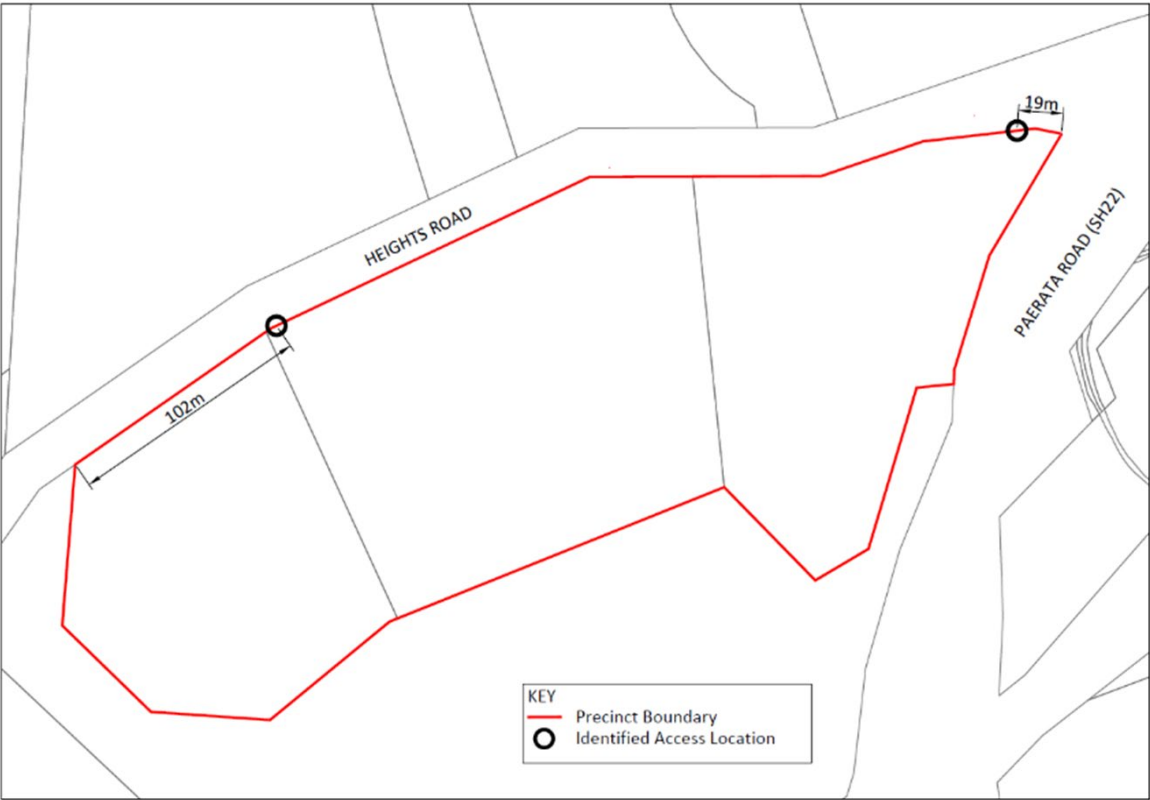 19m
HEIGHTS ROAD
PAERATA ROAD (SH22)
102m
KEY
Precinct Boundary
Identified Access Location